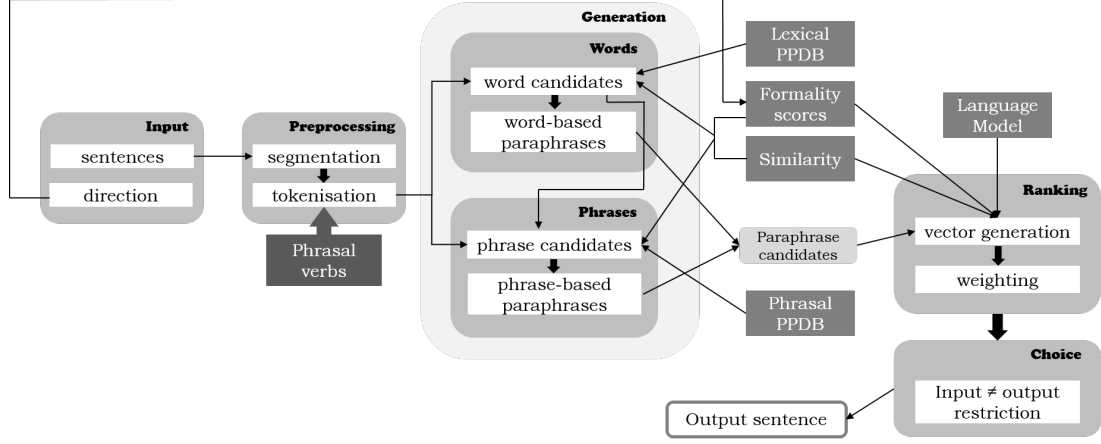 Generation
Words
word candidates
word-based
paraphrases
Input
sentences
direction
Preprocessing
segmentation
tokenisation
Phrasal
verbs
Phrases
phrase candidates
phrase-based
paraphrases
Lexical
PPDB
Formality
scores
Similarity
Paraphrase
candidates
Phrasal
PPDB
Language
Model
Ranking
vector generation
weighting
Choice
Input ≠ output
restriction
Output sentence